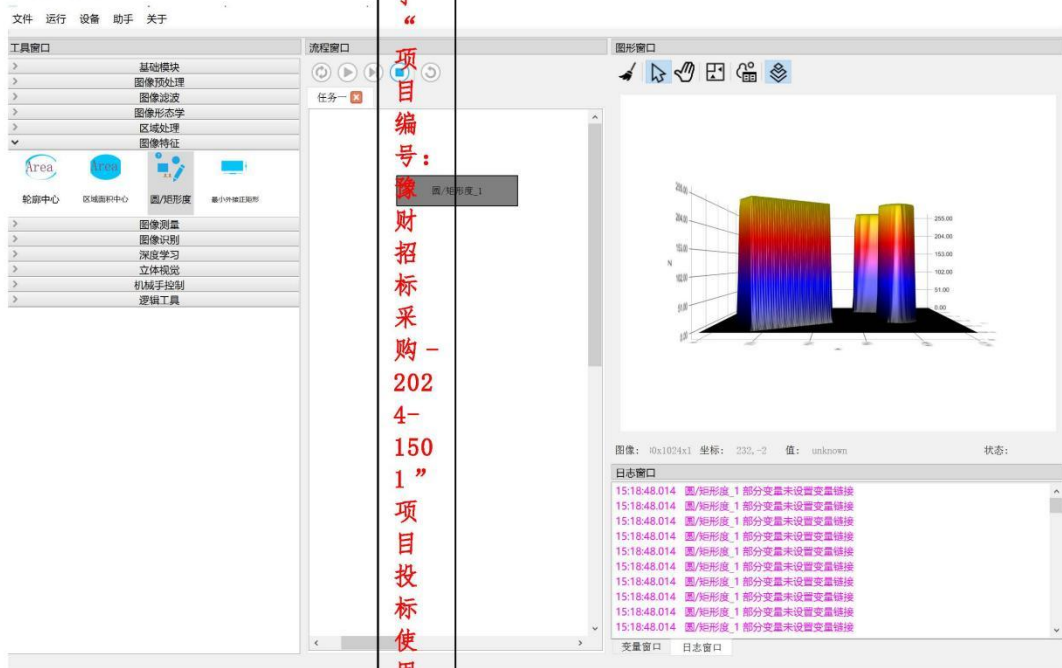 文件 运行 设备 助手 关于
工具窗口
基础模块
图像预处理
图像滤波
图像形态学
区域处理
图像特征
Area
Area
轮廓中心 区域面积中心 圆/矩形度 最小外接正矩形
图像测量
图像识别
深度学习
立体视觉
机械手控制
逻辑工具
流程窗口
任务一
圆/矩形度_1
“
项
目
编
号:
豫
财
招
标
采
购-
202
4-
150
1”
项
目
投
标
使
图形窗口
255.00
204.00
153.00
102.00
51.00
0.00
N
255.00
204.00
153.00
102.00
51.00
0.00
图像: 0x1024x1 坐标: 232,-2 值: unknown 状态:
日志窗口
15:18:48.014 圆/矩形度_1 部分变量未设置变量链接
15:18:48.014 圆/矩形度_1 部分变量未设置变量链接
15:18:48.014 圆/矩形度_1 部分变量未设置变量链接
15:18:48.014 圆/矩形度_1 部分变量未设置变量链接
15:18:48.014 圆/矩形度_1 部分变量未设置变量链接
15:18:48.014 圆/矩形度_1 部分变量未设置变量链接
15:18:48.014 圆/矩形度_1 部分变量未设置变量链接
15:18:48.014 圆/矩形度_1 部分变量未设置变量链接
15:18:48.014 圆/矩形度_1 部分变量未设置变量链接
15:18:48.014 圆/矩形度_1 部分变量未设置变量链接
变量窗口 日志窗口